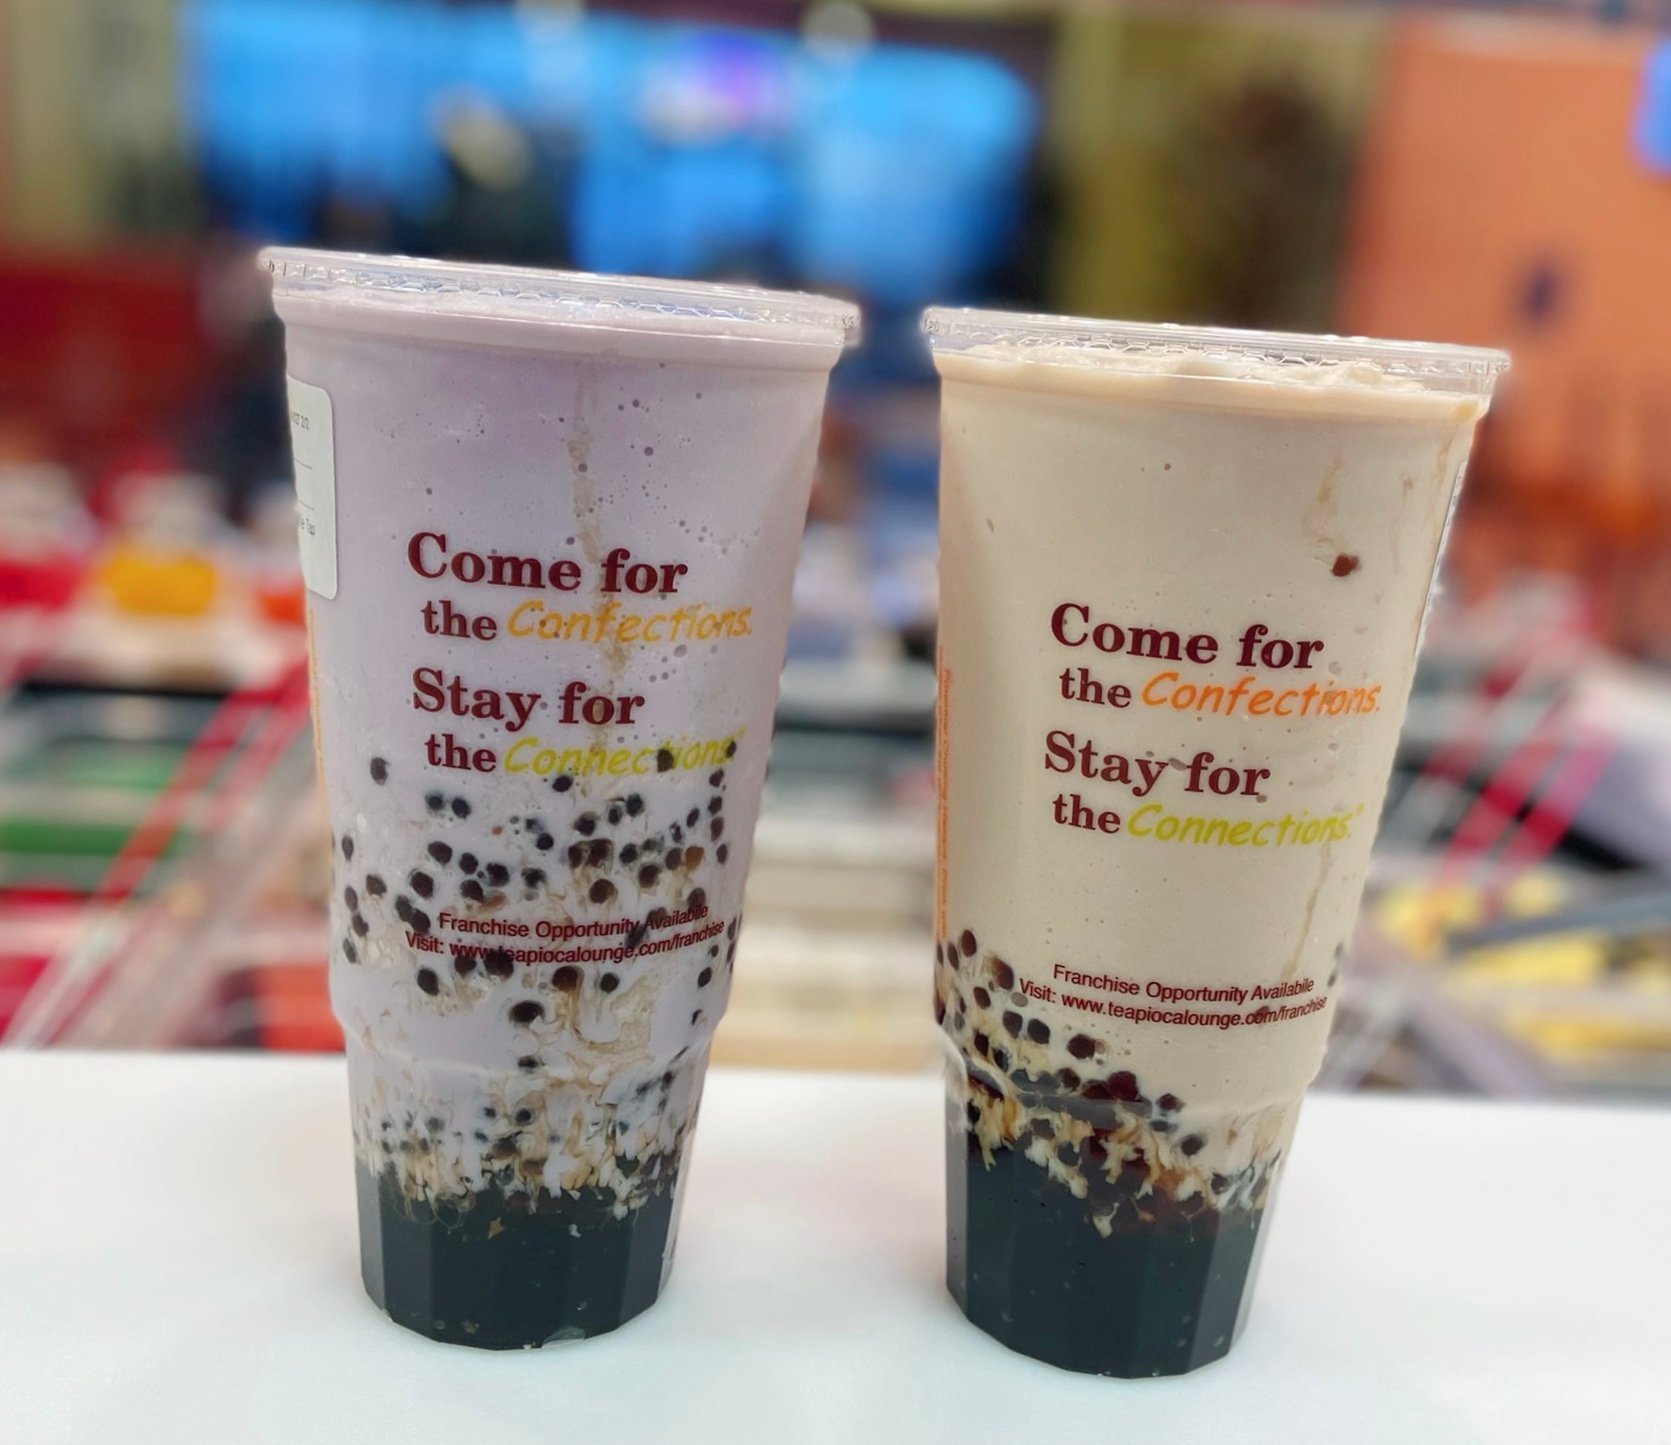 Come for
the Confections.
Stay for
the Connections.®
Franchise Opportunity Available
Visit: www.teapiocalounge.com/franchise
Come for
the Confections.
Stay for
the Connections.®
Franchise Opportunity Available
Visit: www.teapiocalounge.com/franchise